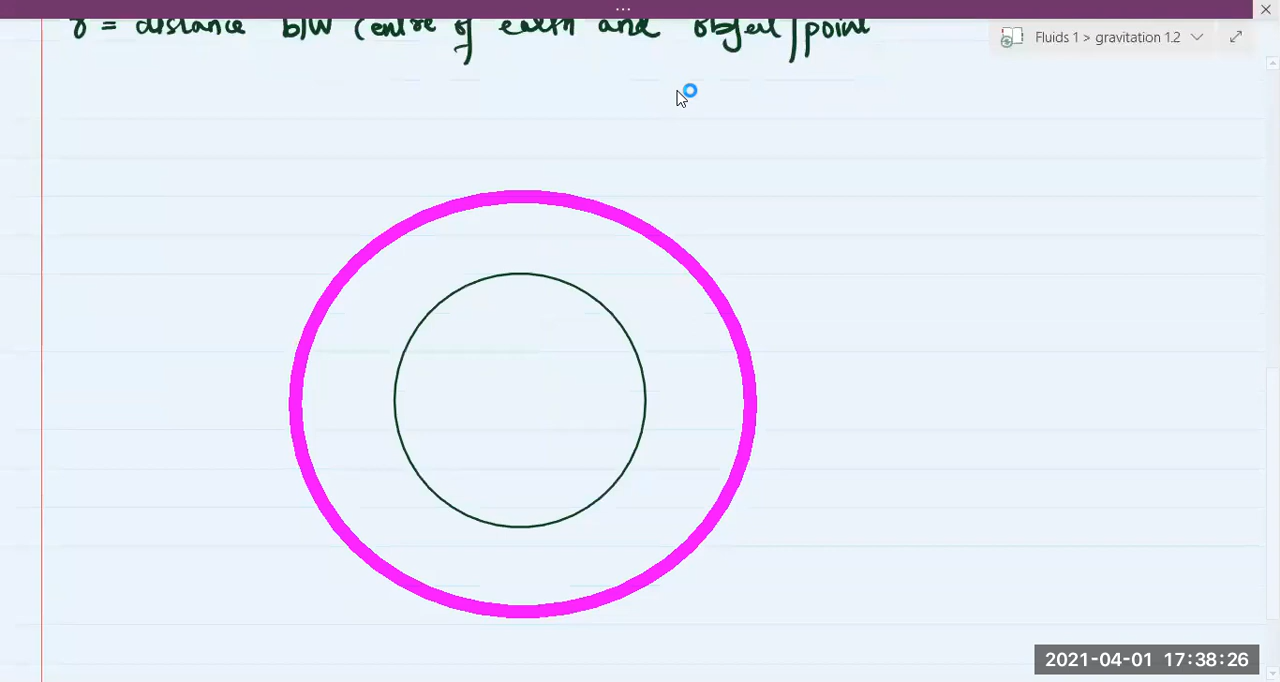 r = distance b/w centre of earth and object/point
Fluids 1 > gravitation 1.2
2021-04-01 17:38:26